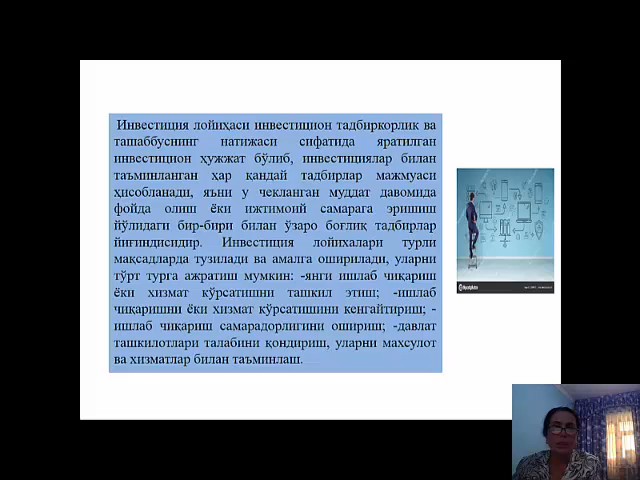 Инвестиция лойиҳаси инвестицион тадбиркорлик ва
ташаббуснинг натижаси сифатида яратилган
инвестицион ҳужжат бўлиб, инвестициялар билан
таъминланган ҳар қандай тадбирлар мажмуаси
ҳисобланади, яъни у чекланган муддат давомида
фойда олиш ёки ижтимоий самарага эришиш
йўлидаги бир-бири билан ўзаро боғлиқ тадбирлар
йиғиндисидир. Инвестиция лойихалари турли
мақсадларда тузилади ва амалга оширилади, уларни
тўрт турга ажратиш мумкин: -янги ишлаб чиқариш
ёки хизмат кўрсатишни ташкил этиш; -ишлаб
чиқаришни ёки хизмат кўрсатишини кенгайтириш; -
ишлаб чиқариш самарадорлигини ошириш; -давлат
ташкилотлари талабини қондириш, уларни махсулот
ва хизматлар билан таъминлаш.